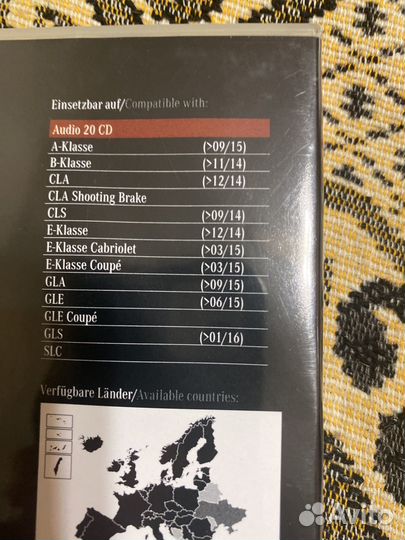 Einsetzbar auf/Compatible with:
Audio 20 CD
A-Klasse (>09/15)
B-Klasse (>11/14)
CLA (>12/14)
CLA Shooting Brake
CLS (>09/14)
E-Klasse (>12/14)
E-Klasse Cabriolet (>03/15)
E-Klasse Coupé (>03/15)
GLA (>09/15)
GLE (>06/15)
GLE Coupé
GLS (>01/16)
SLC
Verfügbare Länder/Available countries:
Avito